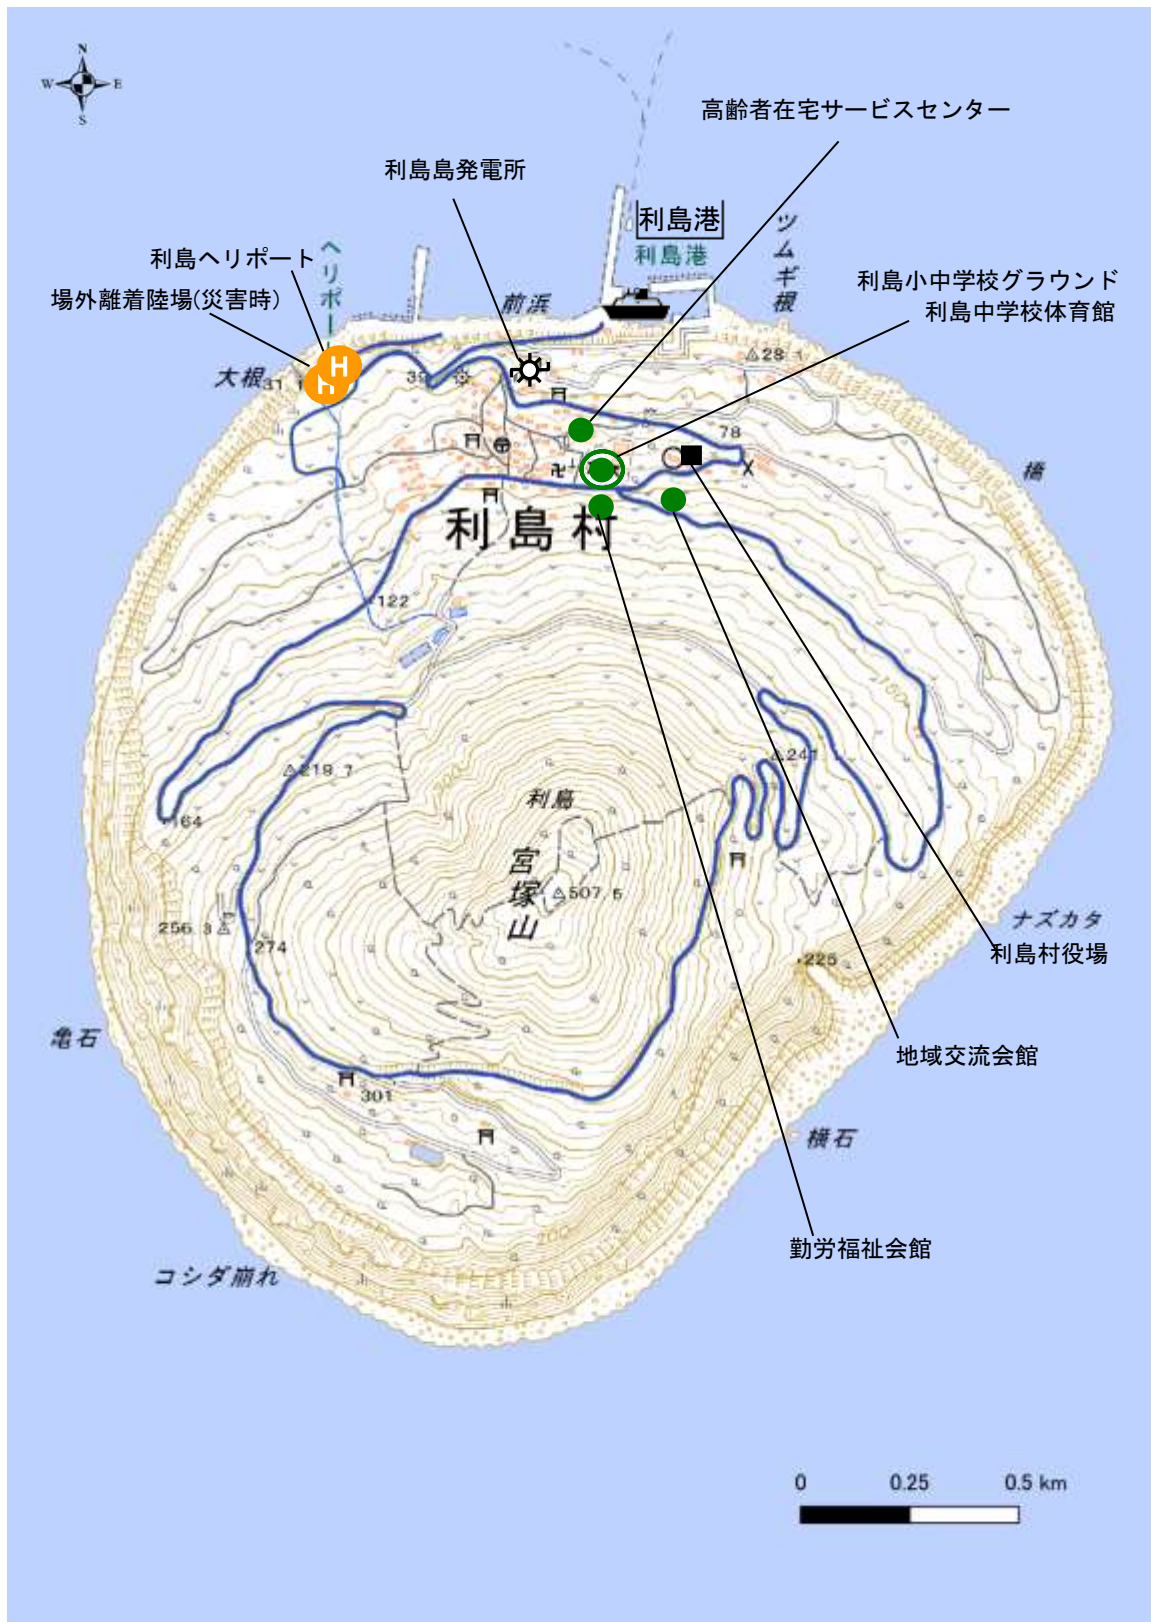 N
W
E
S
高齢者在宅サービスセンター
利島島発電所
利島港
利島港
ツムギ根
利島ヘリポート
ヘリポー
場外離着陸場(災害時)
前浜
利島小中学校グラウンド
利島中学校体育館
大根
31
H
39
28.1
78
橋
利島村
122
150
164
219.7
241
利島
宮塚山
507.5
256.3
274
ナズカタ
利島村役場
225
亀石
地域交流会館
301
横石
200
勤労福祉会館
コシダ崩れ
0
0.25
0.5 km